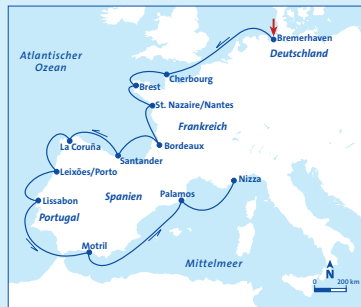 Atlantischer
Ozean
Bremerhaven
Deutschland
Cherbourg
Brest
St. Nazaire/Nantes
Frankreich
La Coruña
Bordeaux
Santander
Leixões/Porto
Nizza
Spanien
Palamos
Lissabon
Portugal
Motril
Mittelmeer
N
0 200 km